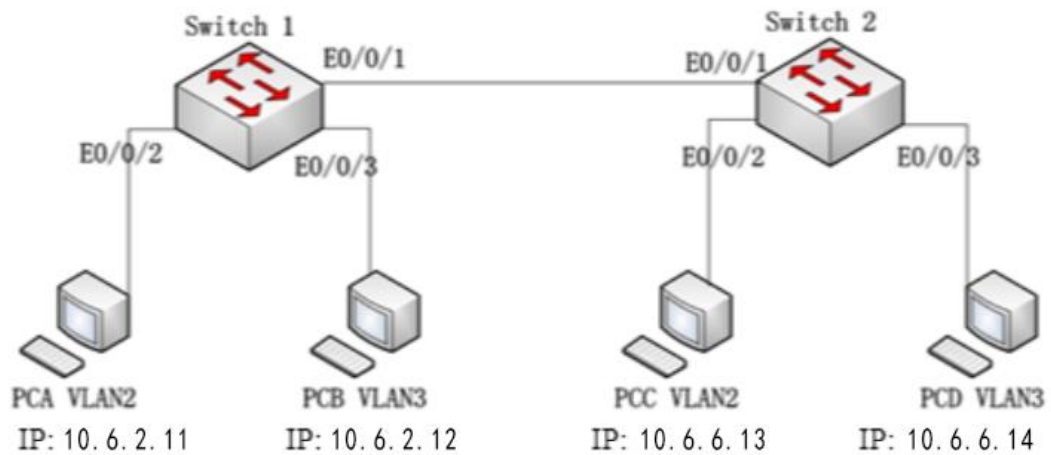 Switch 1
Switch 2
E0/0/1
E0/0/1
E0/0/2
E0/0/3
E0/0/2
E0/0/3
PCA VLAN2
PCB VLAN3
PCC VLAN2
PCD VLAN3
IP: 10.6.2.11
IP: 10.6.2.12
IP: 10.6.6.13
IP: 10.6.6.14